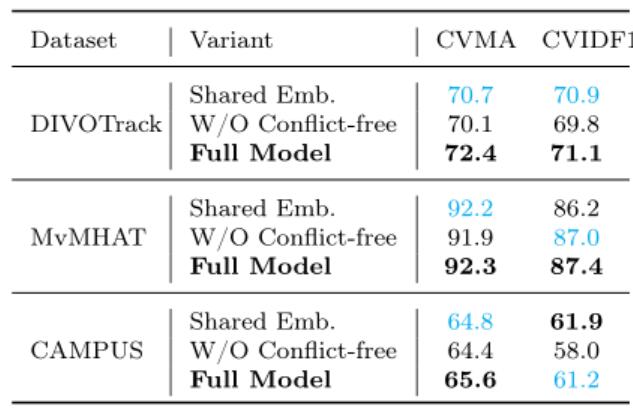 Dataset Variant CVMA CVIDF1
Shared Emb. 70.7 70.9
DIVOTrack W/O Conflict-free 70.1 69.8
Full Model 72.4 71.1
Shared Emb. 92.2 86.2
MvMHAT W/O Conflict-free 91.9 87.0
Full Model 92.3 87.4
Shared Emb. 64.8 61.9
CAMPUS W/O Conflict-free 64.4 58.0
Full Model 65.6 61.2